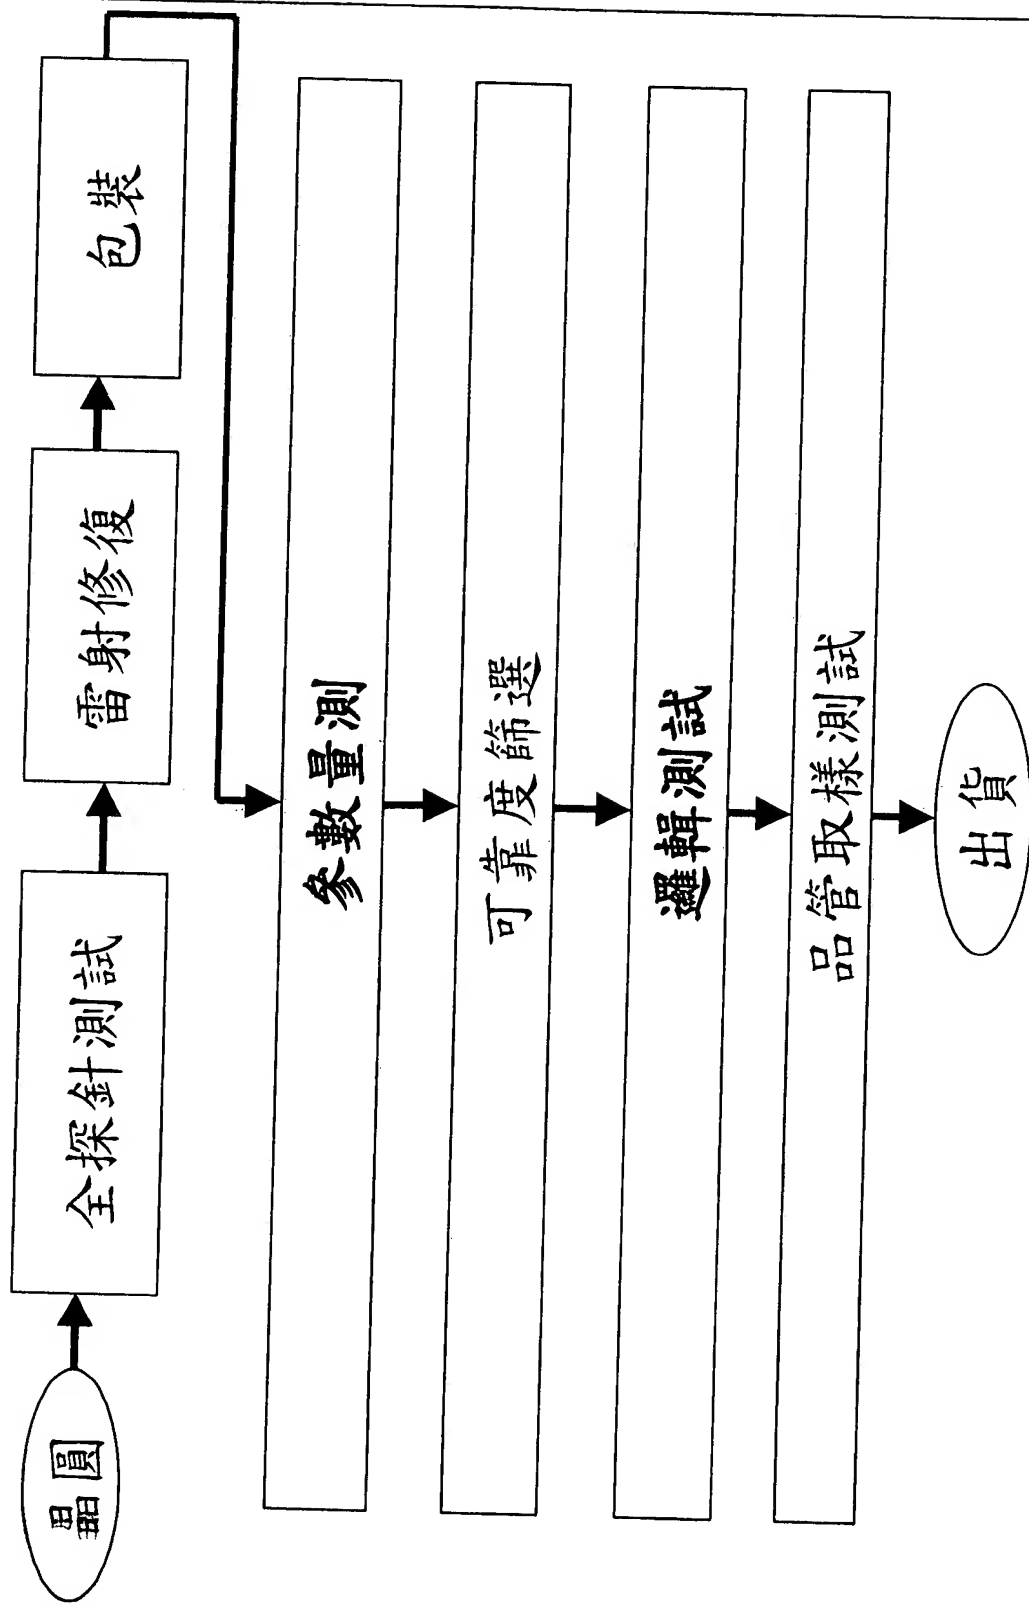 晶圓
全探針測試
雷射修復
包裝
參數量測
可靠度篩選
邏輯測試
品管取樣測試
出貨